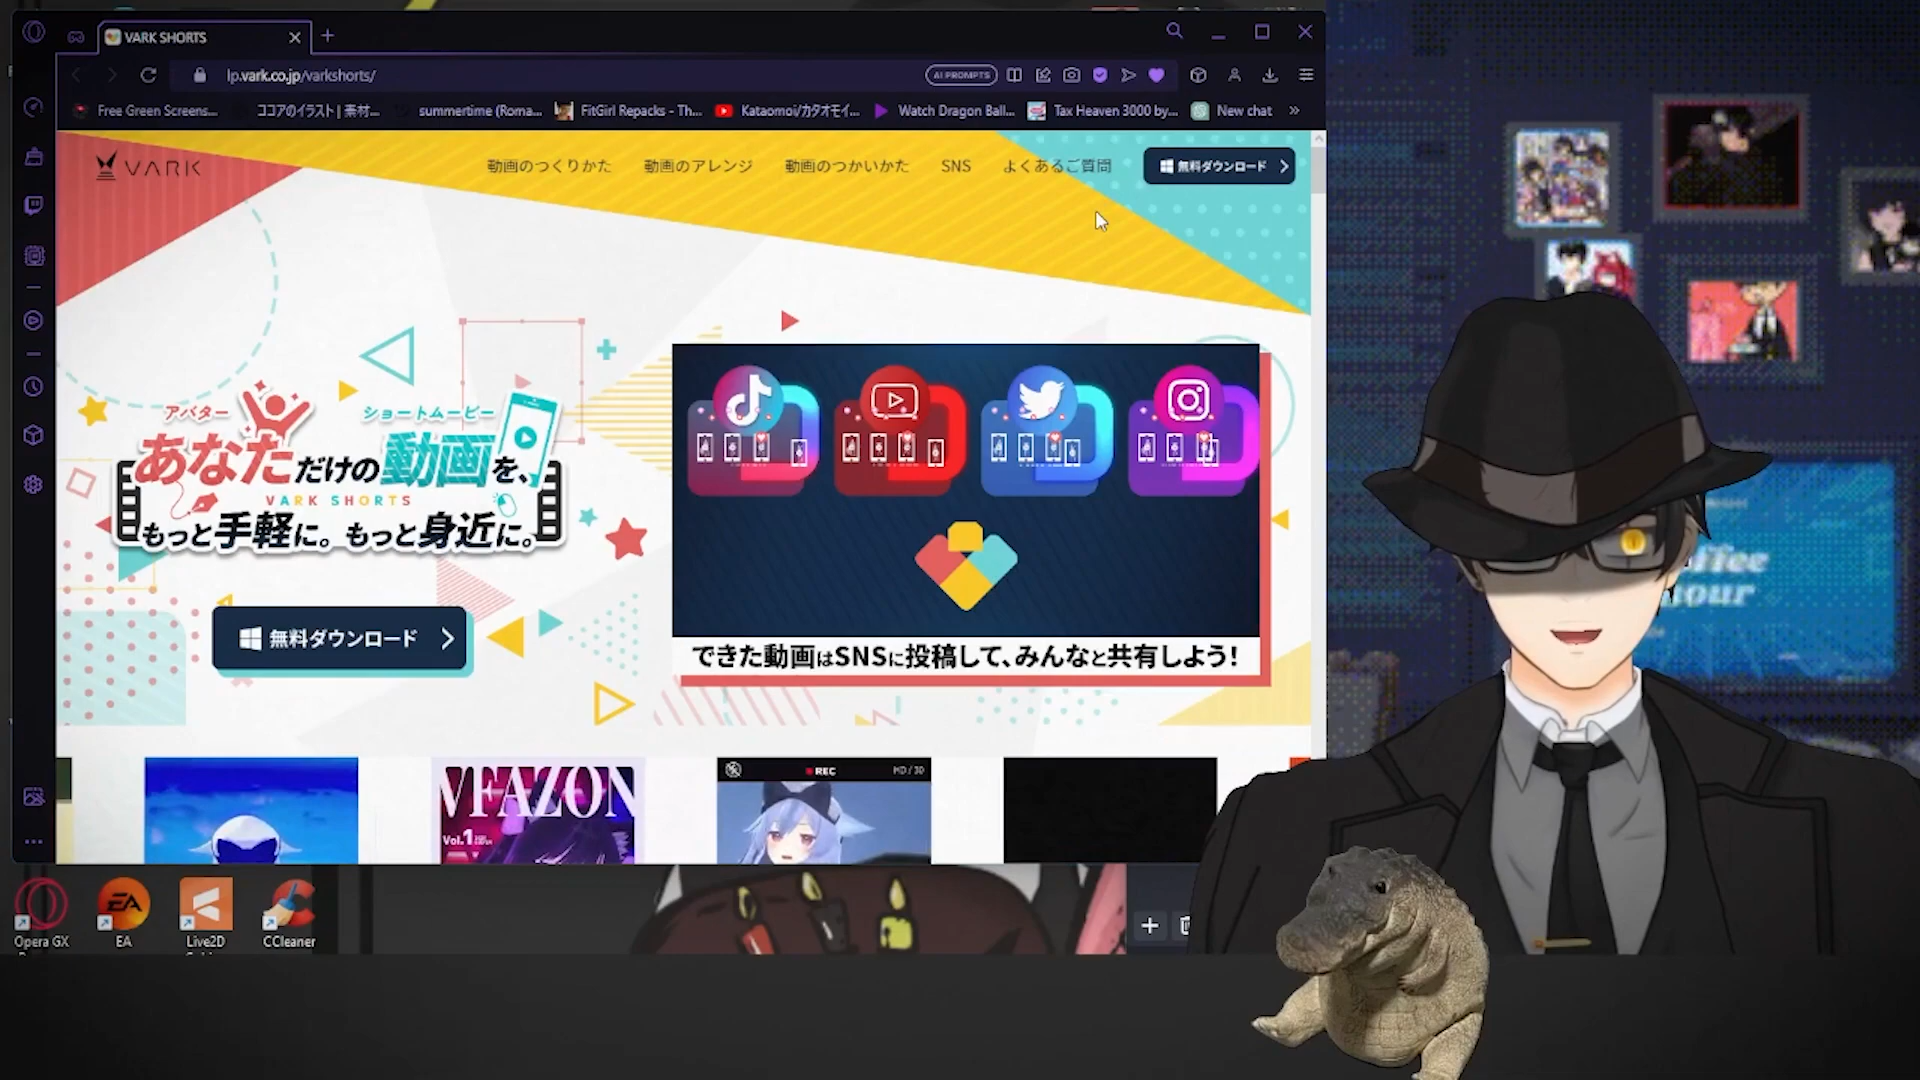 VARK SHORTS
lp.vark.co.jp/varkshorts/
AI PROMPTS
Free Green Screens...
ココアのイラスト | 素材...
summertime (Roma...
FitGirl Repacks - Th...
Kataomoi/カタオモイ...
Watch Dragon Ball...
Tax Heaven 3000 by...
New chat
VARK
動画のつくりかた
動画のアレンジ
動画のつかいかた
SNS
よくあるご質問
無料ダウンロード
アバター
ショートムービー
あなただけの動画を、
VARK SHORTS
もっと手軽に。もっと身近に。
無料ダウンロード
できた動画はSNSに投稿して、みんなと共有しよう!
VFAZON
Vol.1
REC
HD / 30
Opera GX
EA
Live2D
CCleaner